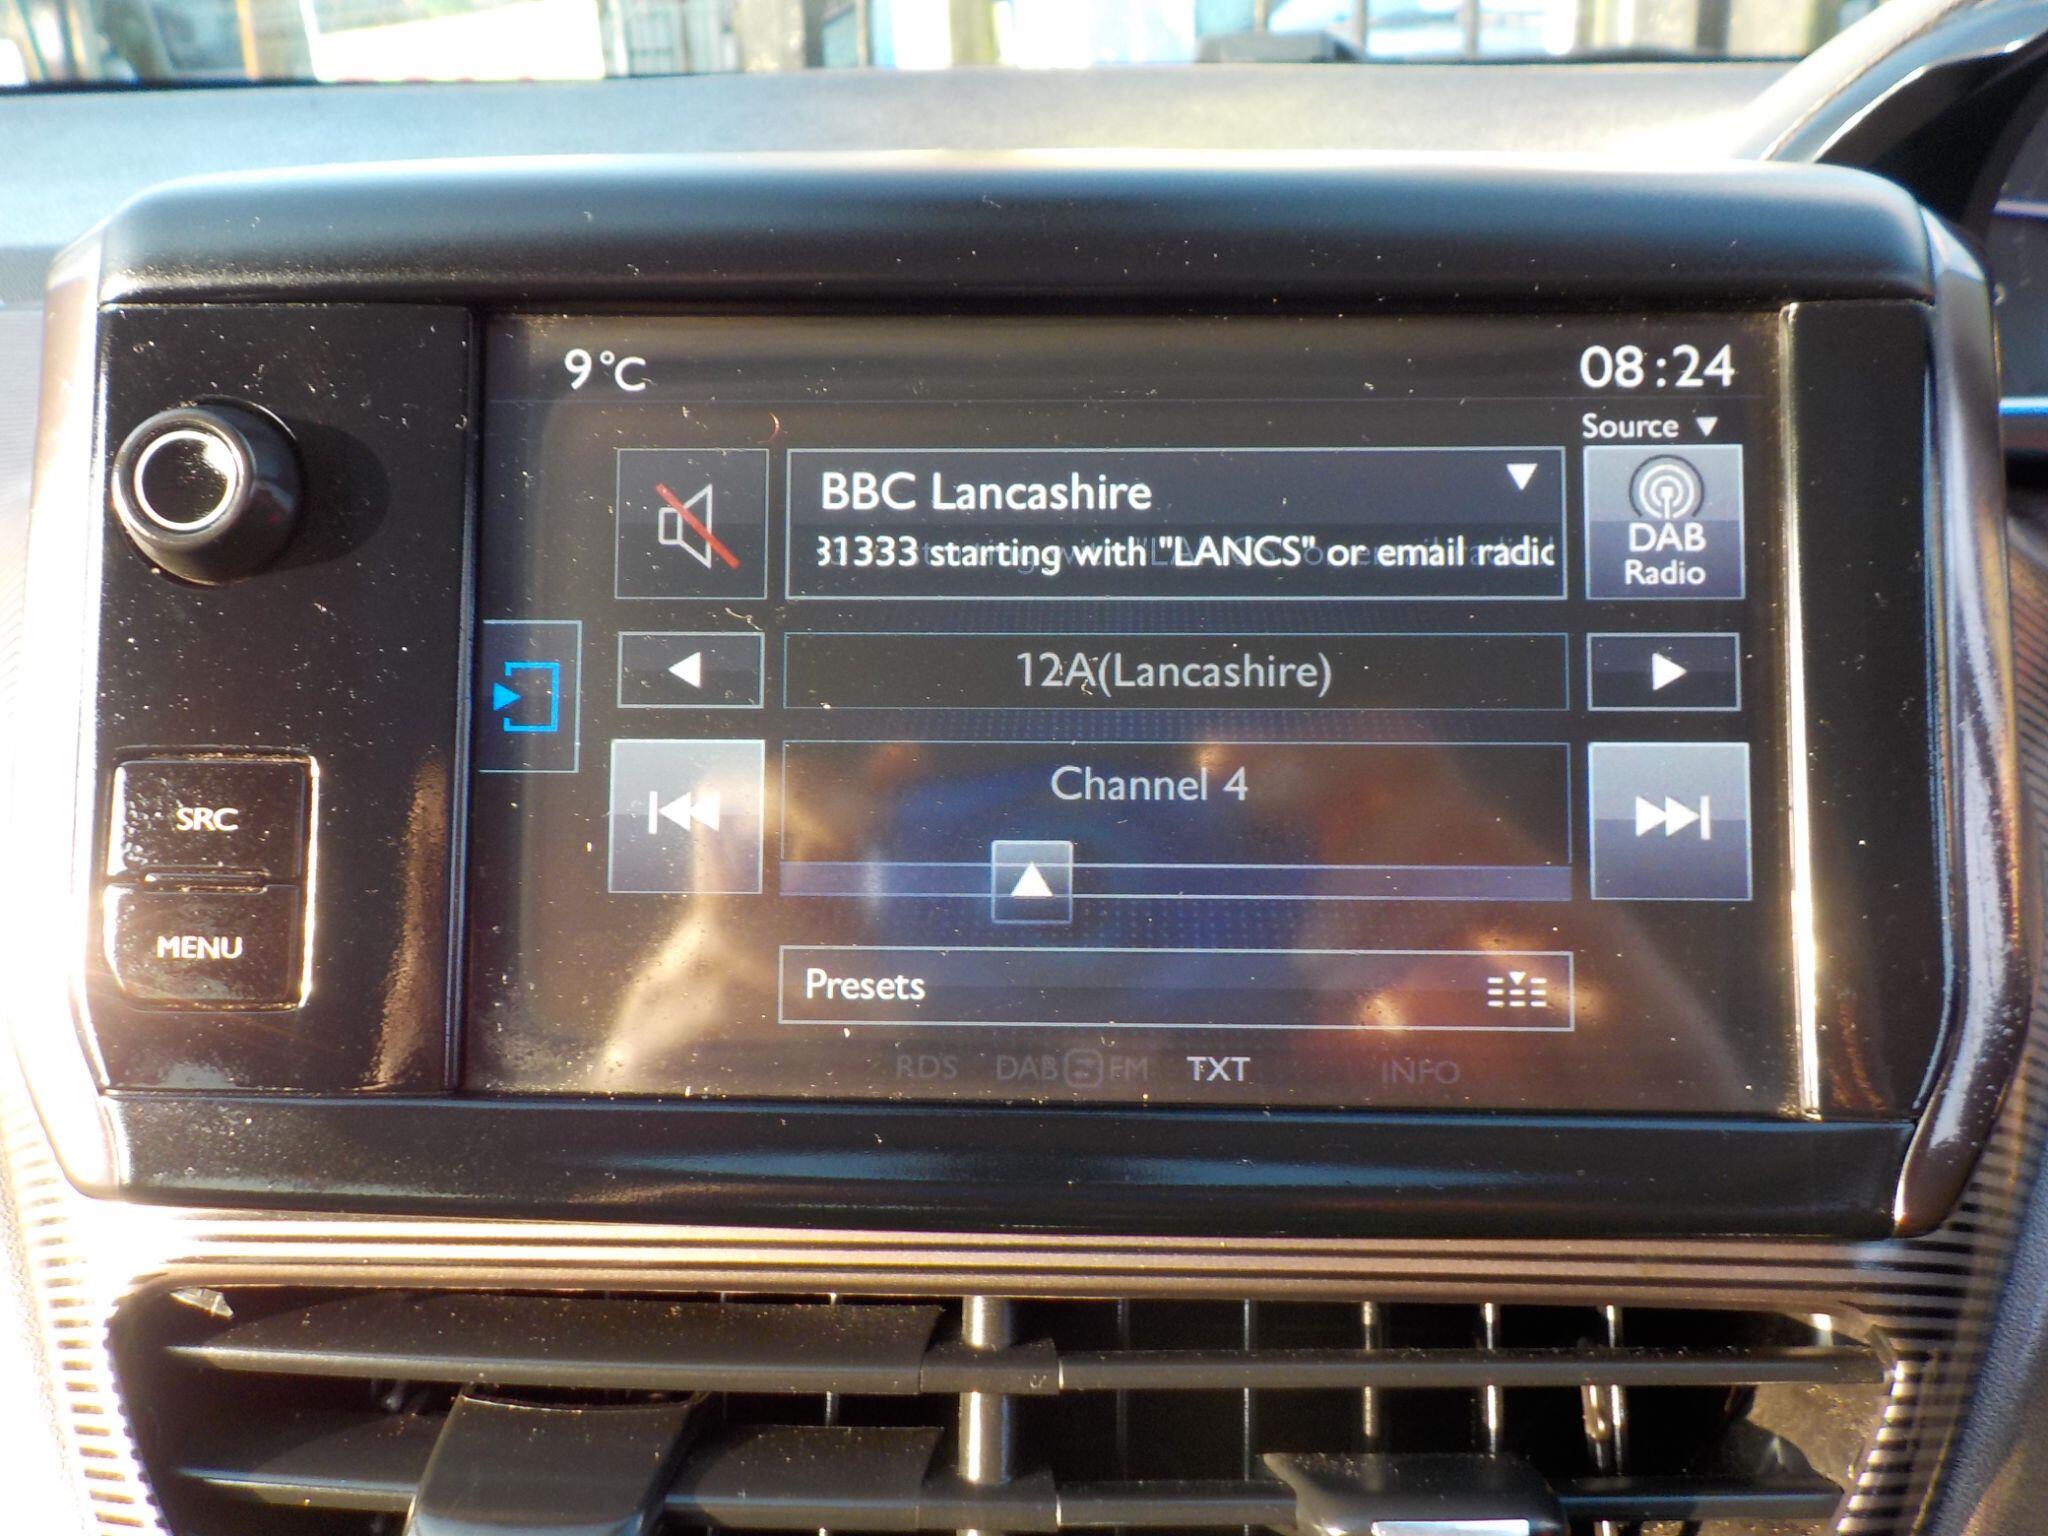 9°C
08:24
Source
BBC Lancashire
31333 starting with "LANCS" or email radio
DAB
Radio
12A(Lancashire)
SRC
Channel 4
MENU
Presets
RDS DAB FM TXT INFO